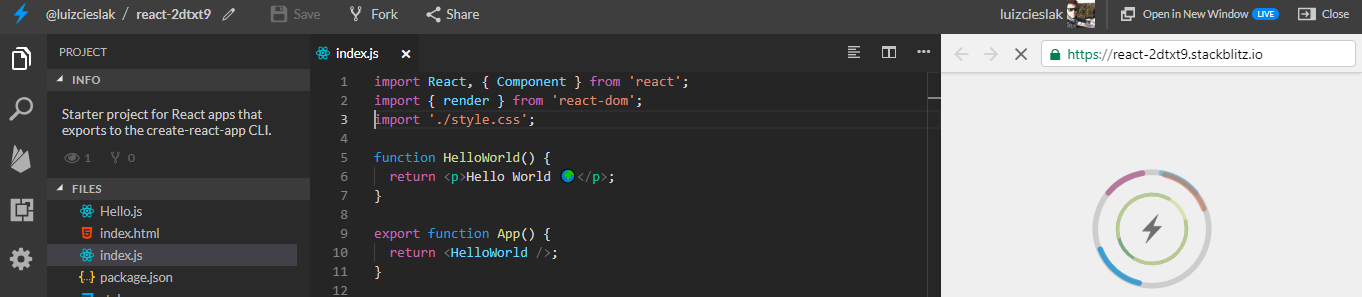 @luizcieslak / react-2dtxt9 Save Fork Share luizcieslak Open in New Window LIVE Close
PROJECT
INFO
Starter project for React apps that
exports to the create-react-app CLI.
1 0
FILES
Hello.js
index.html
index.js
{..} package.json
index.js
1 import React, { Component } from 'react';
2 import { render } from 'react-dom';
3 import './style.css';
4
5 function HelloWorld() {
6 return <p>Hello World 🌍</p>;
7 }
8
9 export function App() {
10 return <HelloWorld />;
11 }
12
https://react-2dtxt9.stackblitz.io